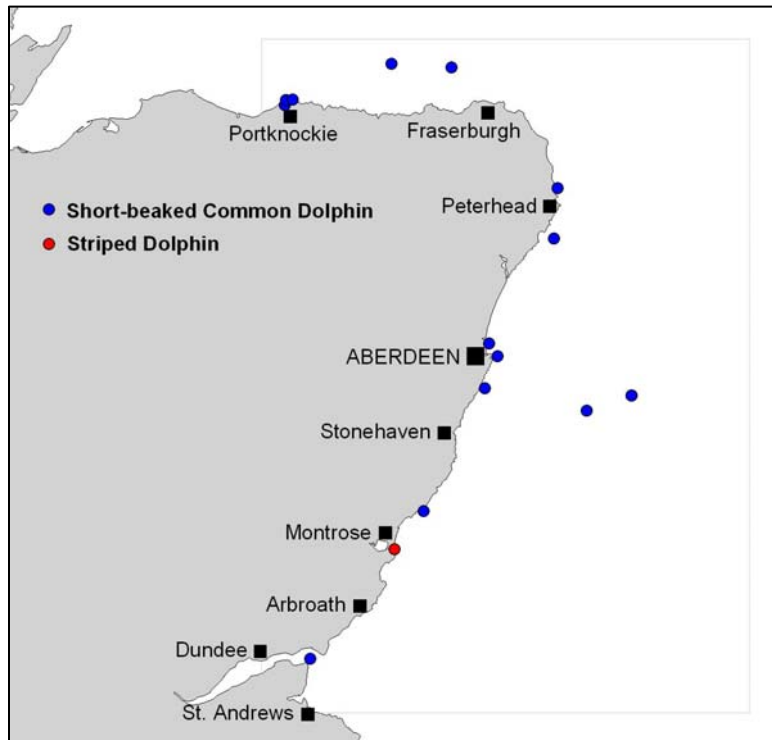 Portknockie
Fraserburgh
Short-beaked Common Dolphin
Peterhead
Striped Dolphin
ABERDEEN
Stonehaven
Montrose
Arbroath
Dundee
St. Andrews